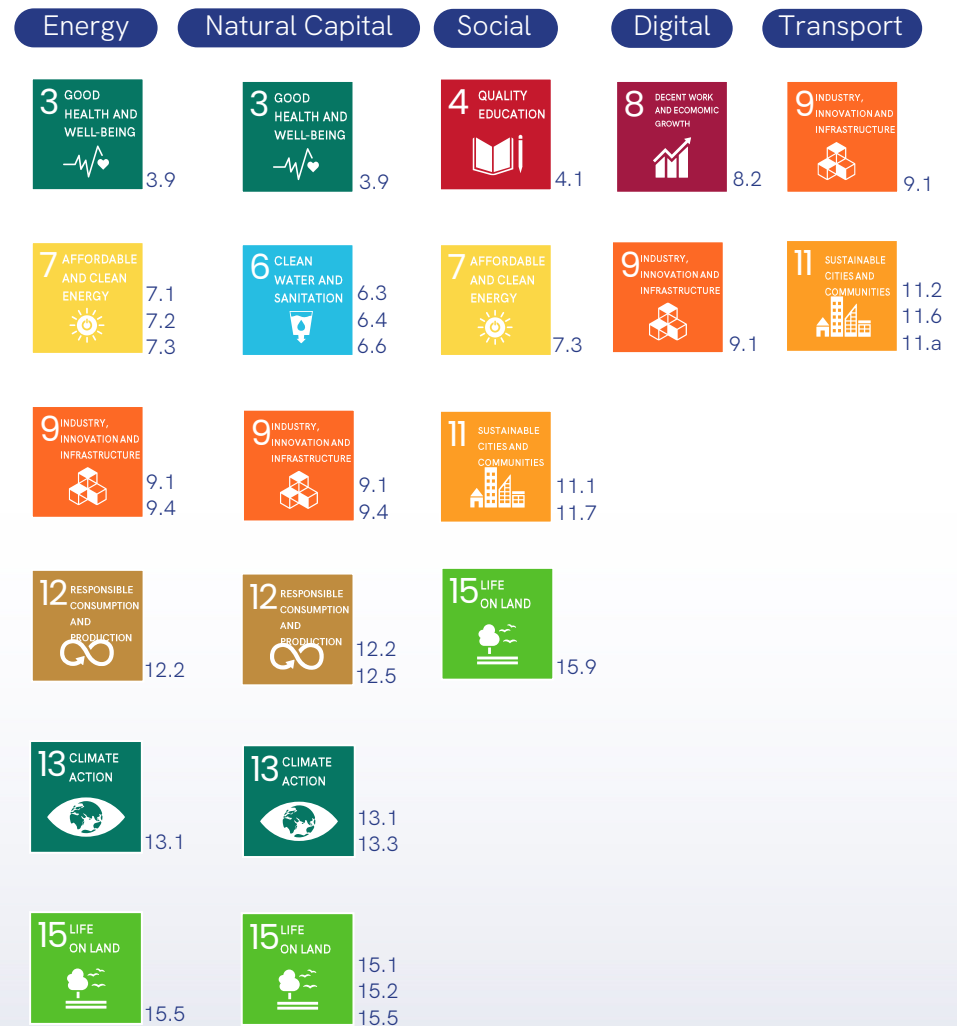 Energy
3 GOOD
HEALTH AND
WELL-BEING
3.9
7 AFFORDABLE
AND CLEAN
ENERGY
7.1
7.2
7.3
9 INDUSTRY,
INNOVATION AND
INFRASTRUCTURE
9.1
9.4
12 RESPONSIBLE
CONSUMPTION
AND
PRODUCTION
12.2
13 CLIMATE
ACTION
13.1
15 LIFE
ON LAND
15.5
Natural Capital
3 GOOD
HEALTH AND
WELL-BEING
3.9
6 CLEAN
WATER AND
SANITATION
6.3
6.4
6.6
9 INDUSTRY,
INNOVATION AND
INFRASTRUCTURE
9.1
9.4
12 RESPONSIBLE
CONSUMPTION
AND
PRODUCTION
12.2
12.5
13 CLIMATE
ACTION
13.1
13.3
15 LIFE
ON LAND
15.1
15.2
15.5
Social
4 QUALITY
EDUCATION
4.1
7 AFFORDABLE
AND CLEAN
ENERGY
7.3
11 SUSTAINABLE
CITIES AND
COMMUNITIES
11.1
11.7
15 LIFE
ON LAND
15.9
Digital
8 DECENT WORK
AND ECOMOMIC
GROWTH
8.2
9 INDUSTRY,
INNOVATION AND
INFRASTRUCTURE
9.1
Transport
9 INDUSTRY,
INNOVATION AND
INFRASTRUCTURE
9.1
11 SUSTAINABLE
CITIES AND
COMMUNITIES
11.2
11.6
11.a